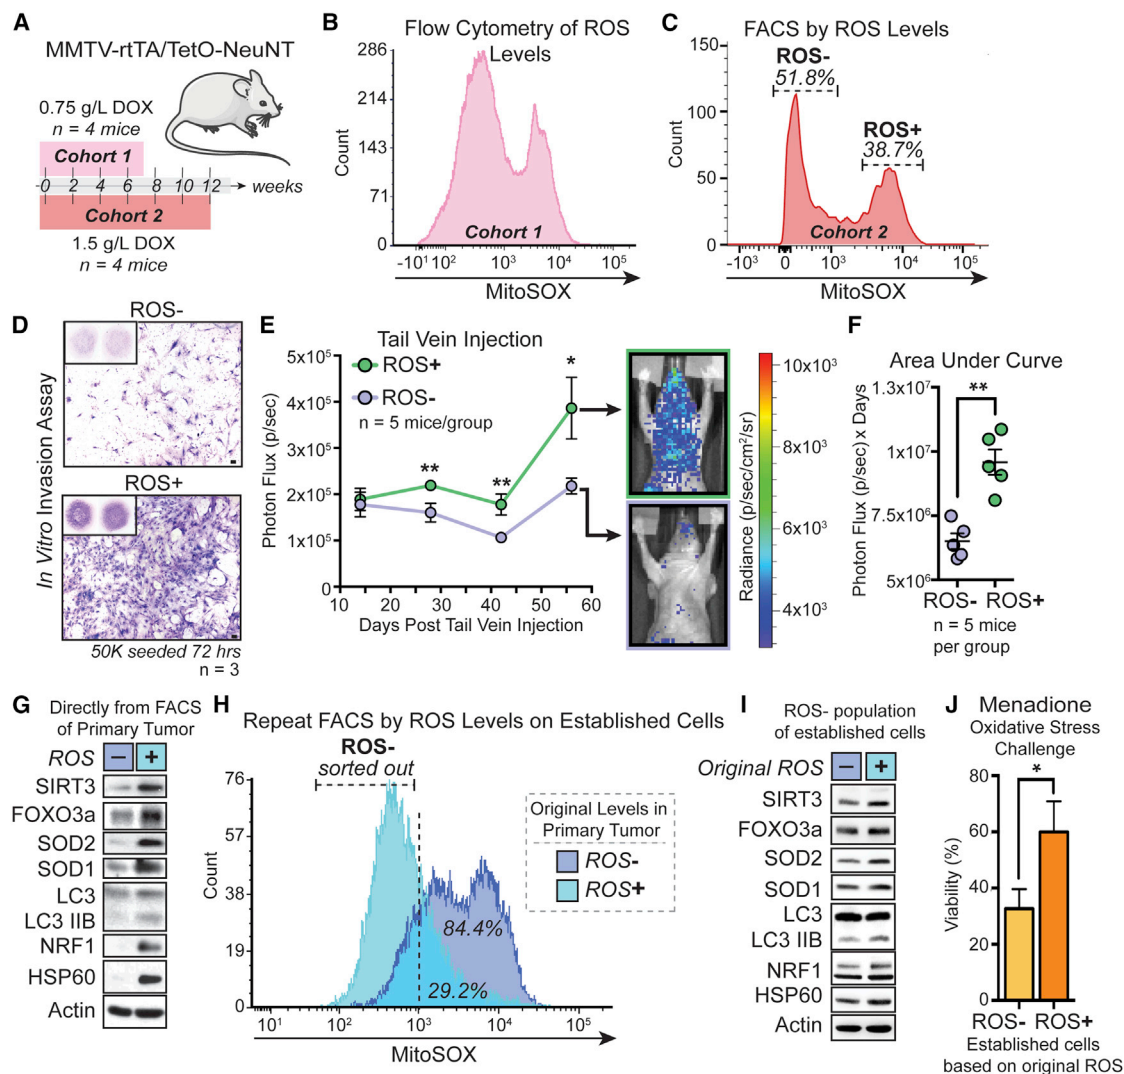 A
MMTV-rtTA/TetO-NeuNT
0.75 g/L DOX
n = 4 mice
Cohort 1
0 2 4 6 8 10 12 weeks
Cohort 2
1.5 g/L DOX
n = 4 mice
B
Flow Cytometry of ROS
Levels
Count
286
214
143
71
0
Cohort 1
-10¹ 10² 10³ 10⁴ 10⁵
MitoSOX
C
FACS by ROS Levels
Count
150
100
50
0
ROS-
51.8%
ROS+
38.7%
Cohort 2
-10³ 0 10³ 10⁴ 10⁵
MitoSOX
D
In Vitro Invasion Assay
ROS-
ROS+
50K seeded 72 hrs
n = 3
E
Tail Vein Injection
ROS+
ROS-
n = 5 mice/group
Photon Flux (p/sec)
5x10⁵
4x10⁵
3x10⁵
2x10⁵
1x10⁵
0
** ** *
10 20 30 40 50 60
Days Post Tail Vein Injection
Radiance (p/sec/cm²/sr)
10x10³
8x10³
6x10³
4x10³
F
Area Under Curve
Photon Flux (p/sec) x Days
1.3x10⁷
1x10⁷
7.5x10⁶
5x10⁶
**
ROS- ROS+
n = 5 mice
per group
G
Directly from FACS
of Primary Tumor
ROS − +
SIRT3
FOXO3a
SOD2
SOD1
LC3
LC3 IIB
NRF1
HSP60
Actin
H
Repeat FACS by ROS Levels on Established Cells
ROS-
sorted out
Count
76
57
38
19
0
84.4%
29.2%
10¹ 10² 10³ 10⁴ 10⁵
MitoSOX
Original Levels in
Primary Tumor
ROS-
ROS+
I
ROS- population
of established cells
Original ROS − +
SIRT3
FOXO3a
SOD2
SOD1
LC3
LC3 IIB
NRF1
HSP60
Actin
J
Menadione
Oxidative Stress
Challenge
Viability (%)
80
60
40
20
0
*
ROS- ROS+
Established cells
based on original ROS